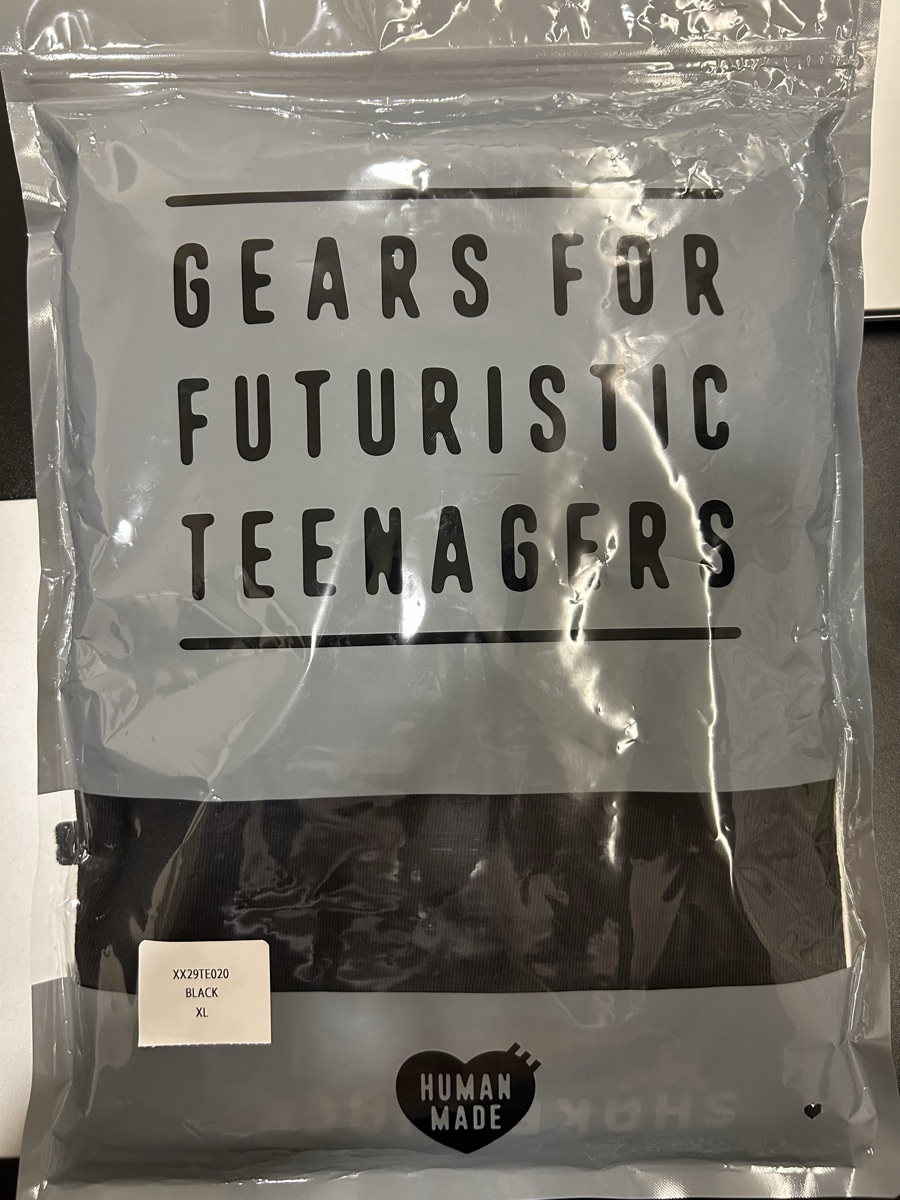 GEARS FOR
FUTURISTIC
TEENAGERS
XX29TE020
BLACK
XL
HUMAN
MADE